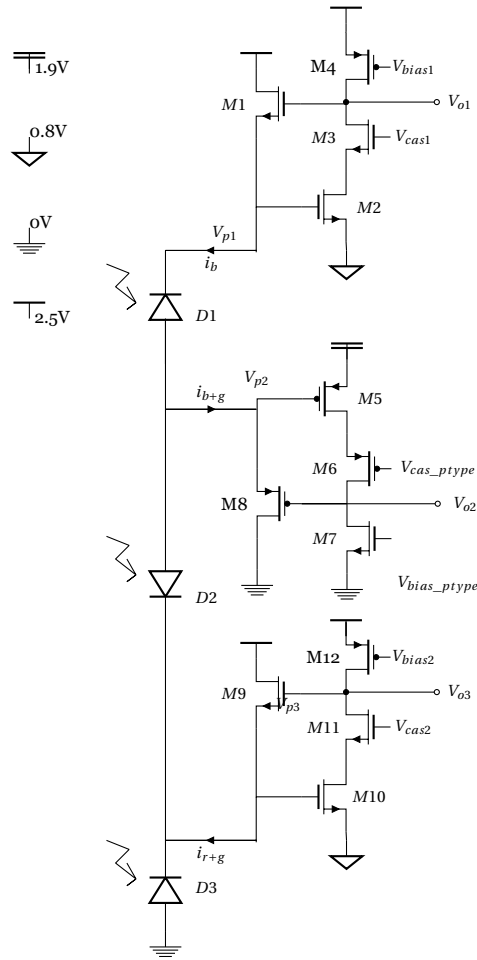 1.9V
0.8V
0V
2.5V
M4
V_bias1
M1
V_o1
M3
V_cas1
M2
V_p1
i_b
D1
V_p2
i_b+g
M5
M6
V_cas_ptype
M8
V_o2
M7
D2
V_bias_ptype
M12
V_bias2
M9
V_p3
V_o3
M11
V_cas2
M10
i_r+g
D3